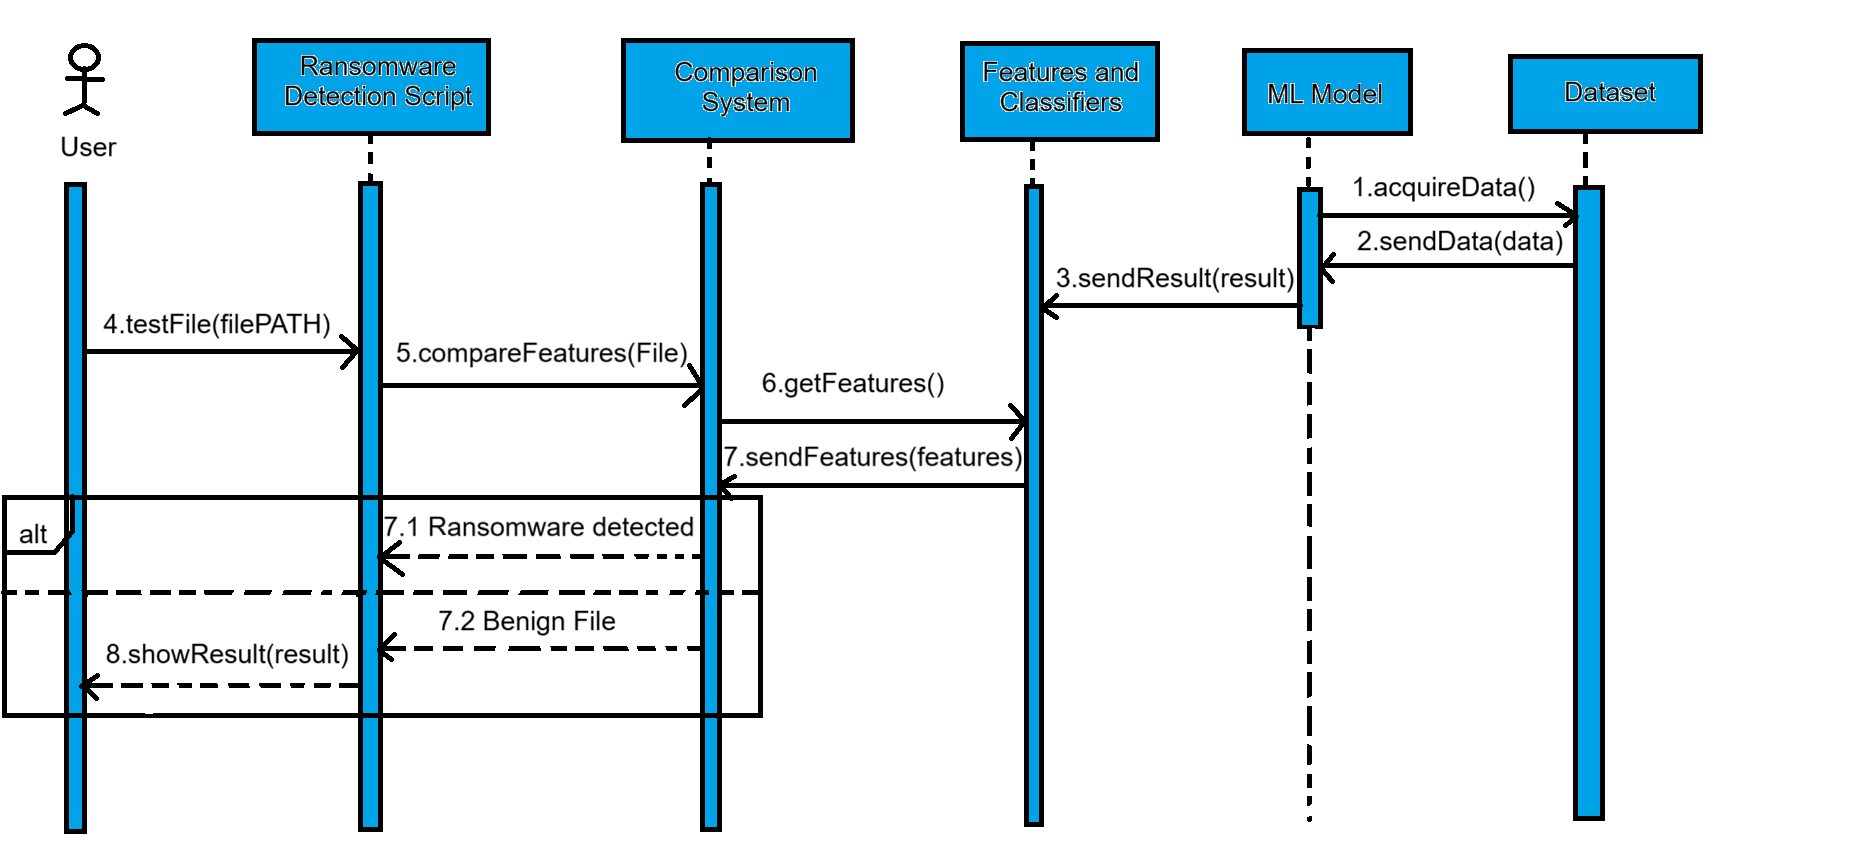 User
Ransomware
Detection Script
Comparison
System
Features and
Classifiers
ML Model
Dataset
1.acquireData()
2.sendData(data)
3.sendResult(result)
4.testFile(filePATH)
5.compareFeatures(File)
6.getFeatures()
7.sendFeatures(features)
alt
7.1 Ransomware detected
7.2 Benign File
8.showResult(result)